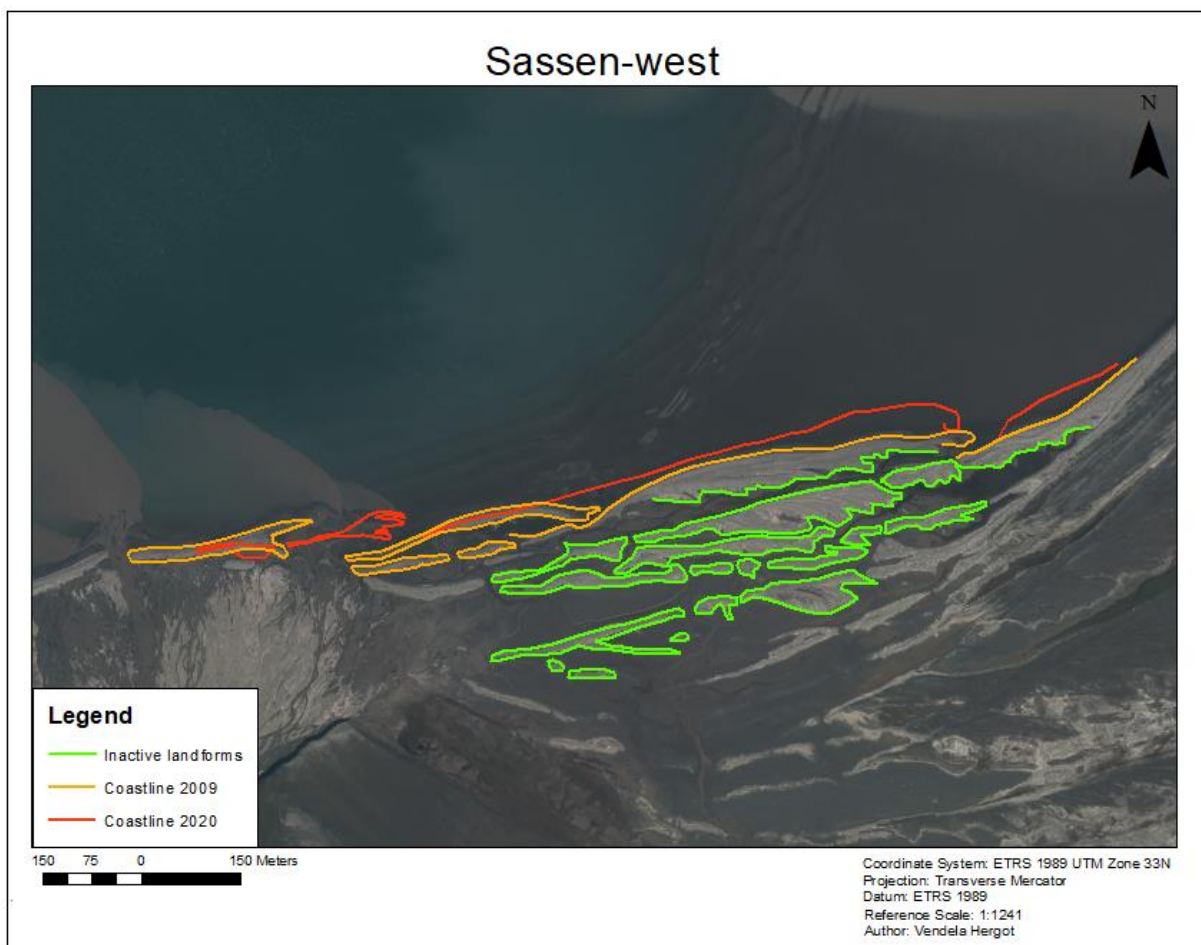 Sassen-west
N
Legend
Inactive landforms
Coastline 2009
Coastline 2020
150 75 0 150 Meters
Coordinate System: ETRS 1989 UTM Zone 33N
Projection: Transverse Mercator
Datum: ETRS 1989
Reference Scale: 1:1241
Author: Vendela Hergot